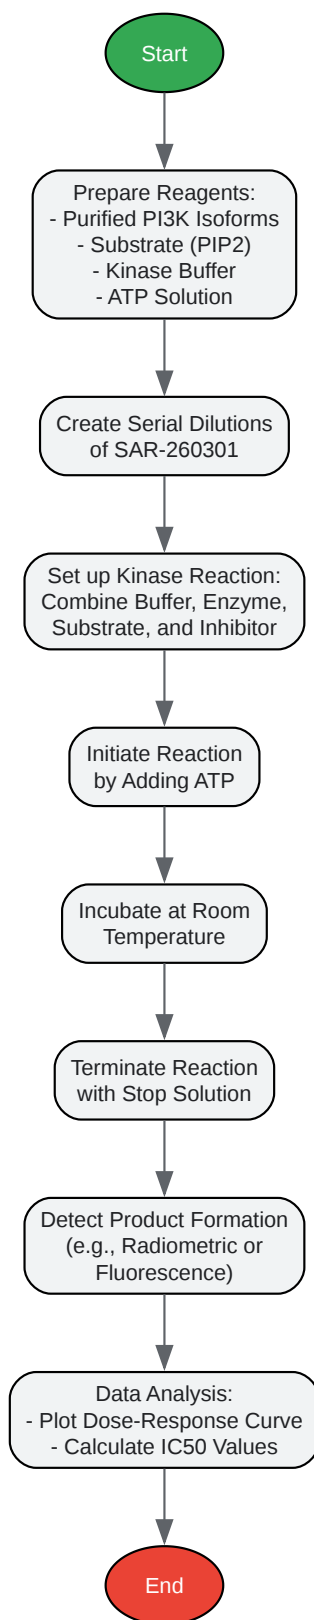 Start
Prepare Reagents:
- Purified PI3K Isoforms
- Substrate (PIP2)
- Kinase Buffer
- ATP Solution
Create Serial Dilutions
of SAR-260301
Set up Kinase Reaction:
Combine Buffer, Enzyme,
Substrate, and Inhibitor
Initiate Reaction
by Adding ATP
Incubate at Room
Temperature
Terminate Reaction
with Stop Solution
Detect Product Formation
(e.g., Radiometric or
Fluorescence)
Data Analysis:
- Plot Dose-Response Curve
- Calculate IC50 Values
End